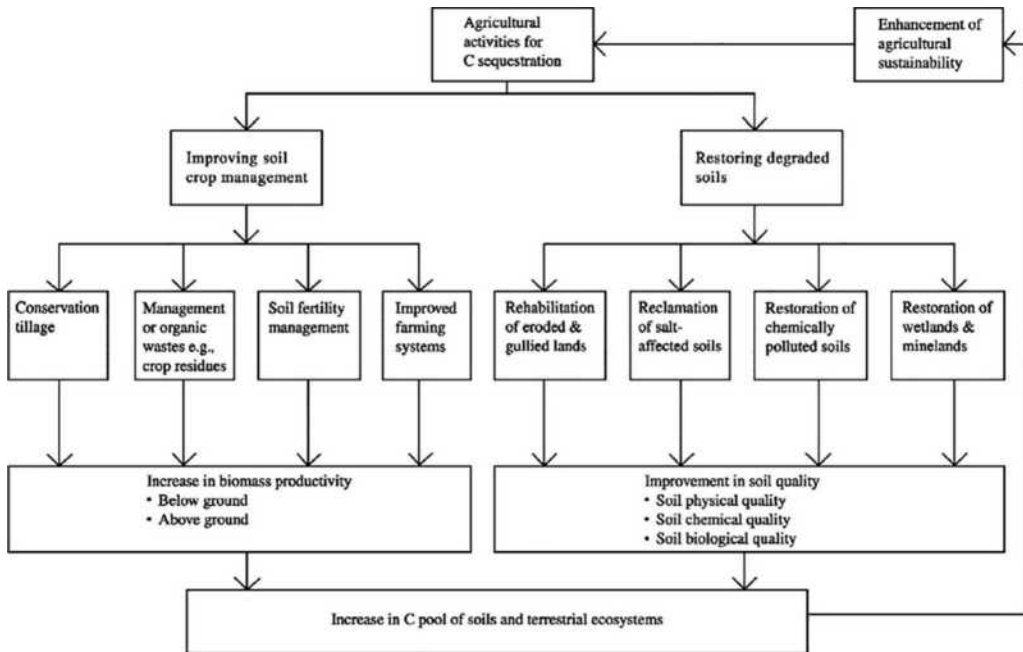 Agricultural
activities for
C sequestration
Enhancement of
agricultural
sustainability
Improving soil
crop management
Restoring degraded
soils
Conservation
tillage
Management
or organic
wastes e.g.,
crop residues
Soil fertility
management
Improved
farming
systems
Rehabilitation
of eroded &
gullied lands
Reclamation
of salt-
affected soils
Restoration of
chemically
polluted soils
Restoration of
wetlands &
minelands
Increase in biomass productivity
• Below ground
• Above ground
Improvement in soil quality
• Soil physical quality
• Soil chemical quality
• Soil biological quality
Increase in C pool of soils and terrestrial ecosystems